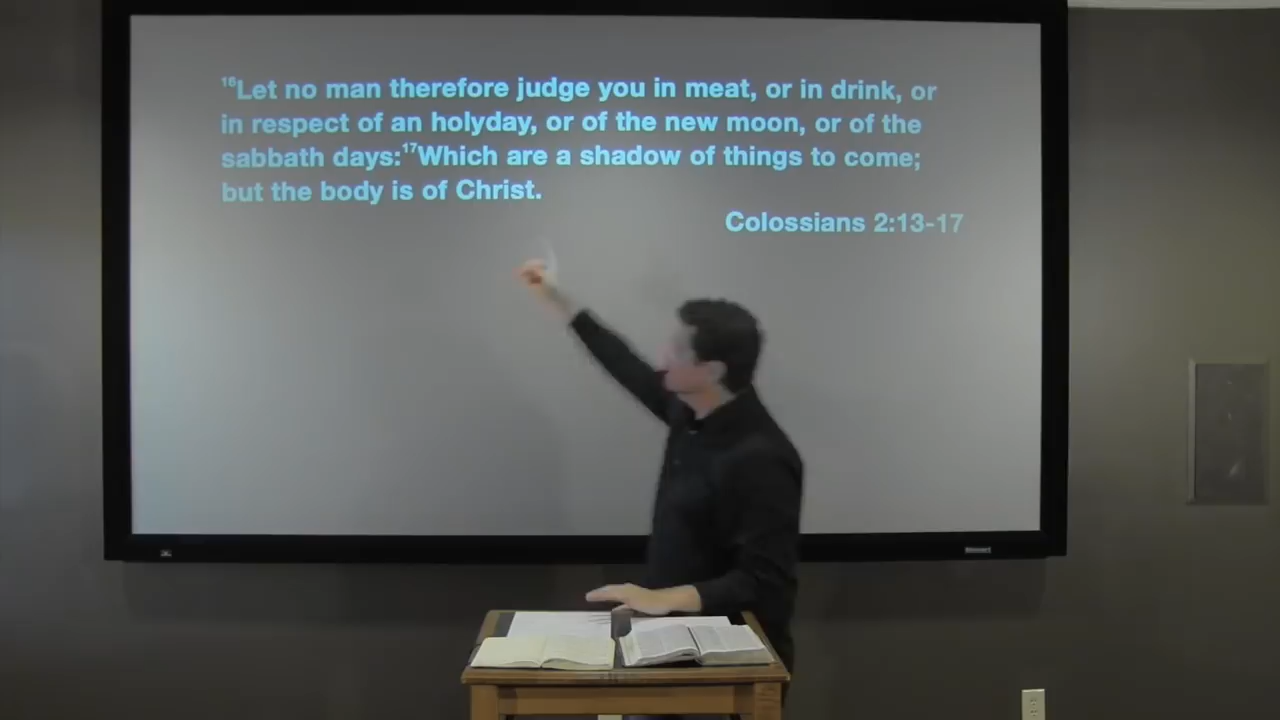 ¹⁶Let no man therefore judge you in meat, or in drink, or
in respect of an holyday, or of the new moon, or of the
sabbath days:¹⁷Which are a shadow of things to come;
but the body is of Christ.
Colossians 2:13-17